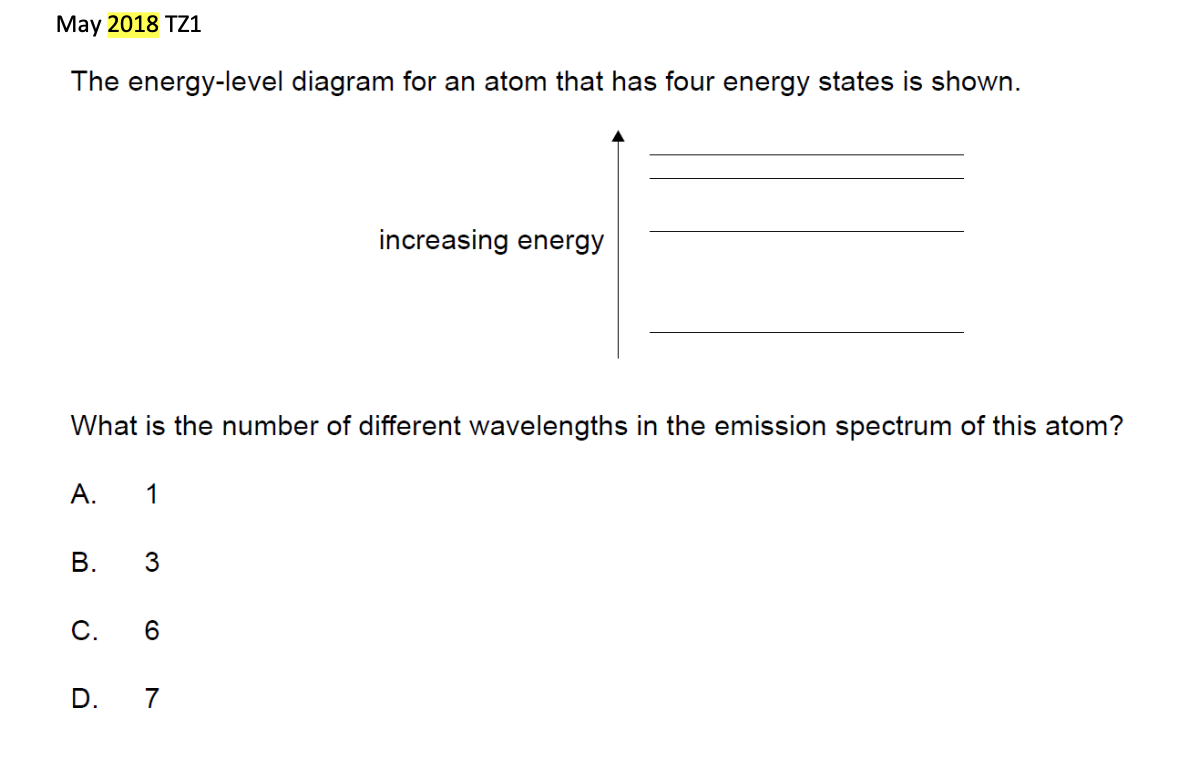 May 2018 TZ1
The energy-level diagram for an atom that has four energy states is shown.
increasing energy
What is the number of different wavelengths in the emission spectrum of this atom?
A. 1
B. 3
C. 6
D. 7